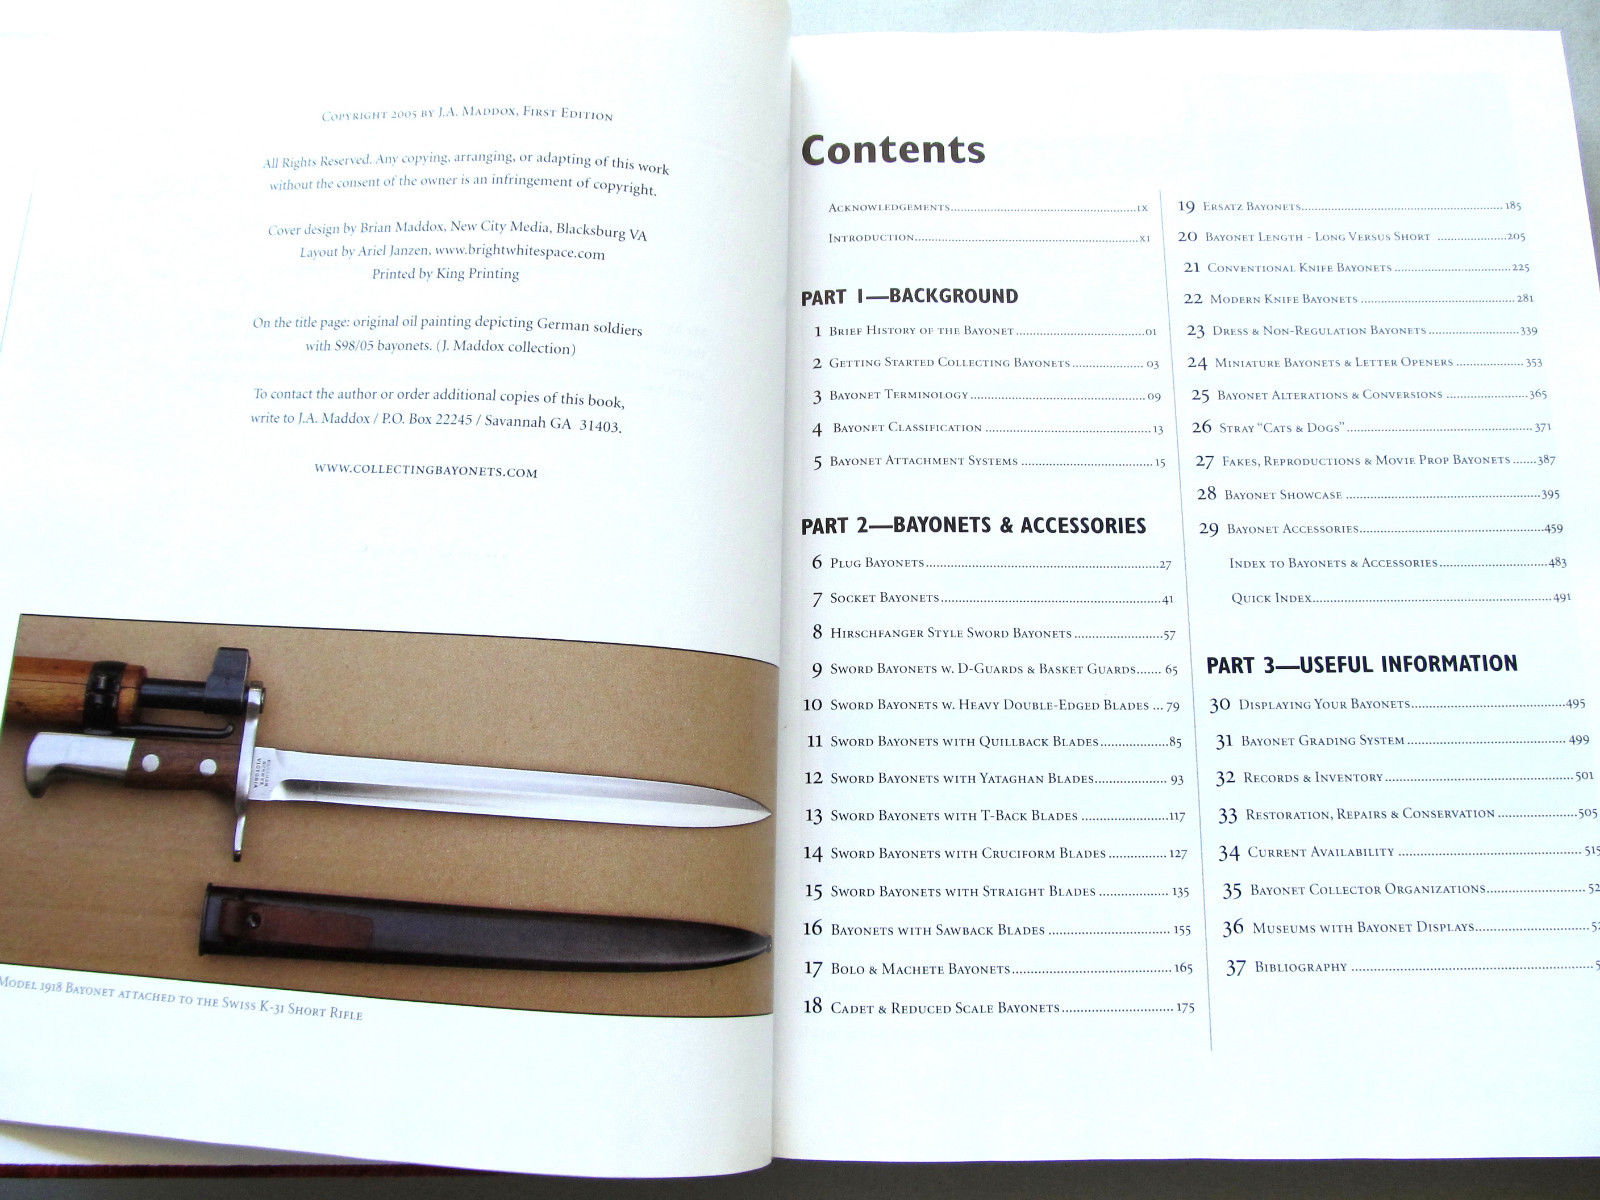 Copyright 2005 by J.A. Maddox, First Edition
All Rights Reserved. Any copying, arranging, or adapting of this work
without the consent of the owner is an infringement of copyright.
Cover design by Brian Maddox, New City Media, Blacksburg VA
Layout by Ariel Janzen, www.brightwhitespace.com
Printed by King Printing
On the title page: original oil painting depicting German soldiers
with S98/05 bayonets. (J. Maddox collection)
To contact the author or order additional copies of this book,
write to J.A. Maddox / P.O. Box 22245 / Savannah GA 31403.
www.collectingbayonets.com
Model 1918 Bayonet attached to the Swiss K-31 Short Rifle
Contents
Acknowledgements ix
Introduction xi
PART 1—BACKGROUND
1 Brief History of the Bayonet 01
2 Getting Started Collecting Bayonets 03
3 Bayonet Terminology 09
4 Bayonet Classification 13
5 Bayonet Attachment Systems 15
PART 2—BAYONETS & ACCESSORIES
6 Plug Bayonets 27
7 Socket Bayonets 41
8 Hirschfanger Style Sword Bayonets 57
9 Sword Bayonets w. D-Guards & Basket Guards 65
10 Sword Bayonets w. Heavy Double-Edged Blades 79
11 Sword Bayonets with Quillback Blades 85
12 Sword Bayonets with Yataghan Blades 93
13 Sword Bayonets with T-Back Blades 117
14 Sword Bayonets with Cruciform Blades 127
15 Sword Bayonets with Straight Blades 135
16 Bayonets with Sawback Blades 155
17 Bolo & Machete Bayonets 165
18 Cadet & Reduced Scale Bayonets 175
19 Ersatz Bayonets 185
20 Bayonet Length - Long Versus Short 205
21 Conventional Knife Bayonets 225
22 Modern Knife Bayonets 281
23 Dress & Non-Regulation Bayonets 339
24 Miniature Bayonets & Letter Openers 353
25 Bayonet Alterations & Conversions 365
26 Stray "Cats & Dogs" 371
27 Fakes, Reproductions & Movie Prop Bayonets 387
28 Bayonet Showcase 395
29 Bayonet Accessories 459
Index to Bayonets & Accessories 483
Quick Index 491
PART 3—USEFUL INFORMATION
30 Displaying Your Bayonets 495
31 Bayonet Grading System 499
32 Records & Inventory 501
33 Restoration, Repairs & Conservation 505
34 Current Availability 515
35 Bayonet Collector Organizations
36 Museums with Bayonet Displays
37 Bibliography